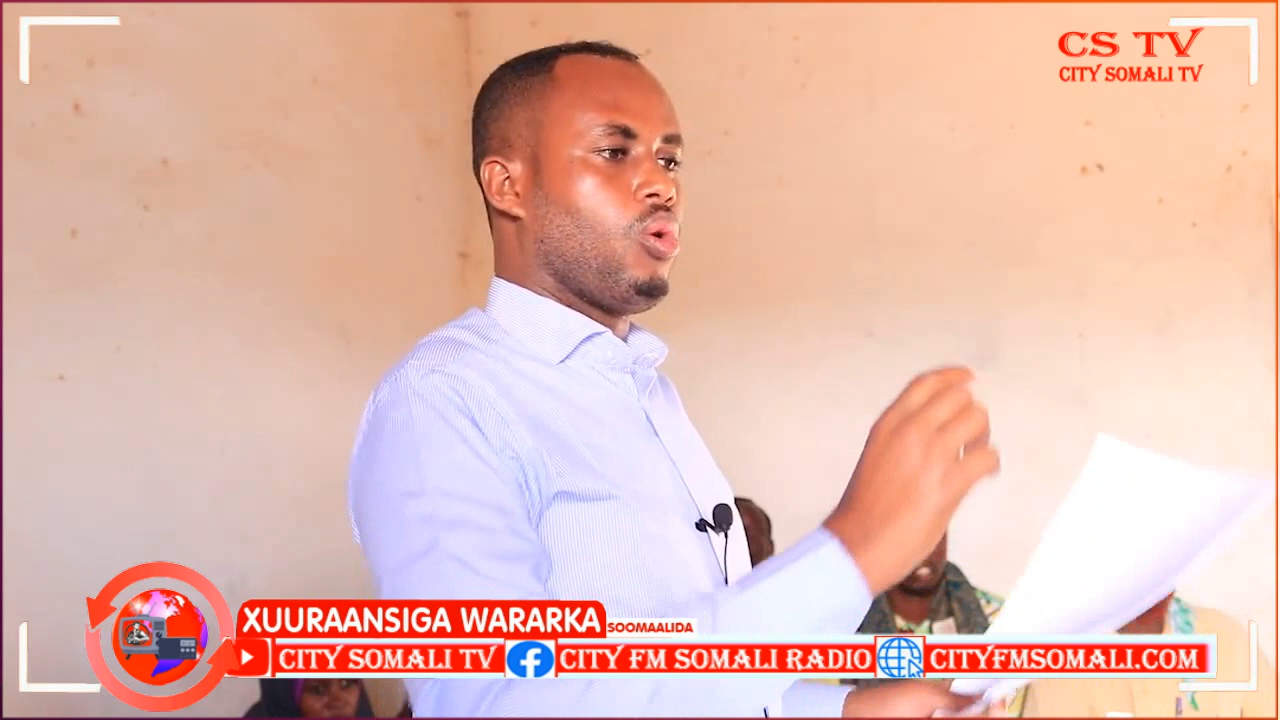 CS TV
CITY SOMALI TV
XUURAANSIGA WARARKA
SOOMAALIDA
CITY SOMALI TV
CITY FM SOMALI RADIO
CITYFMSOMALI.COM